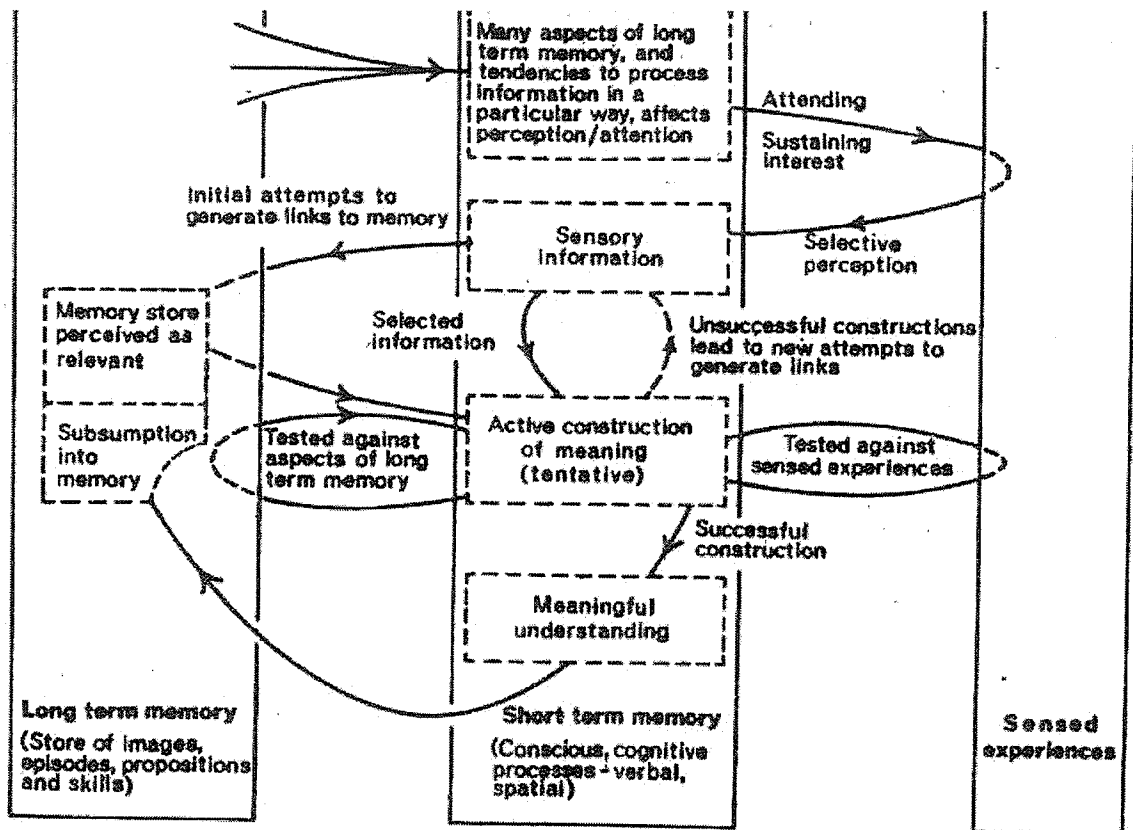 Many aspects of long
term memory, and
tendencies to process
information in a
particular way, affects
perception/attention
Attending
Sustaining
interest
Initial attempts to
generate links to memory
Sensory
information
Selective
perception
Memory store
perceived as
relevant
Selected
information
Unsuccessful constructions
lead to new attempts to
generate links
Subsumption
into
memory
Tested against
aspects of long
term memory
Active construction
of meaning
(tentative)
Tested against
sensed experiences
Successful
construction
Meaningful
understanding
Long term memory
(Store of images,
episodes, propositions
and skills)
Short term memory
(Conscious, cognitive
processes - verbal,
spatial)
Sensed
experiences